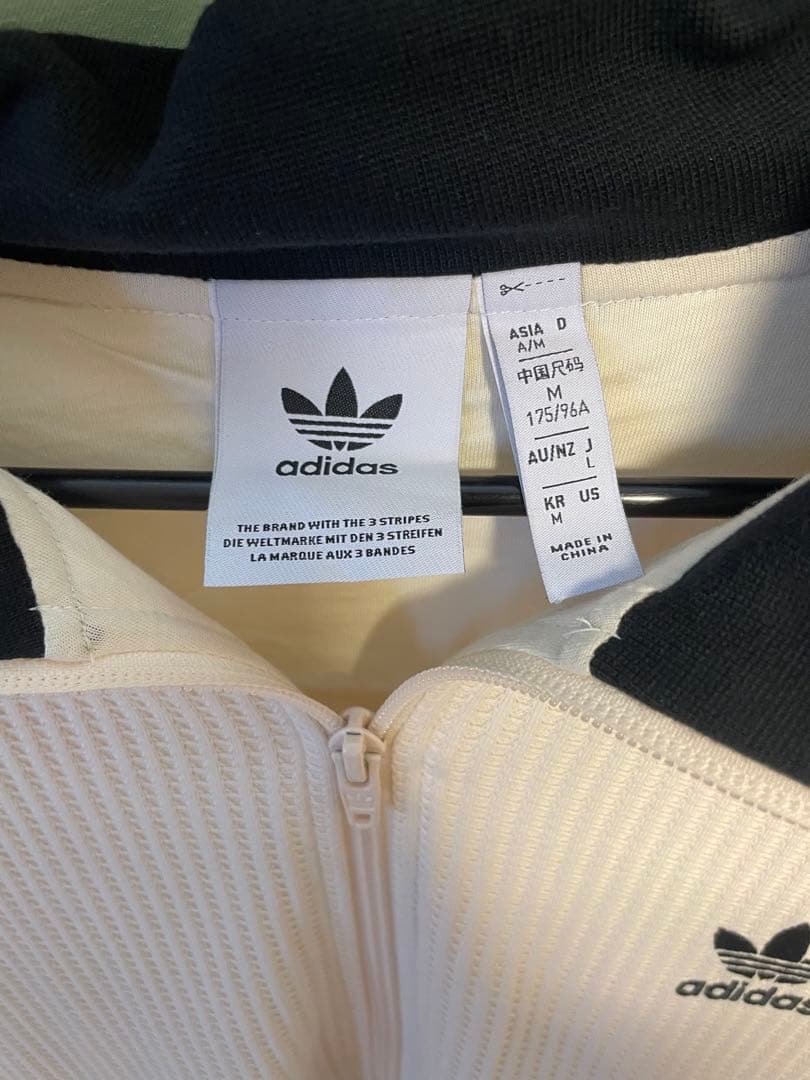 adidas
THE BRAND WITH THE 3 STRIPES
DIE WELTMARKE MIT DEN 3 STREIFEN
LA MARQUE AUX 3 BANDES
ASIA D
A/M
中国尺码
M
175/96A
AU/NZ J
L
KR US
M
MADE IN
CHINA
adidas